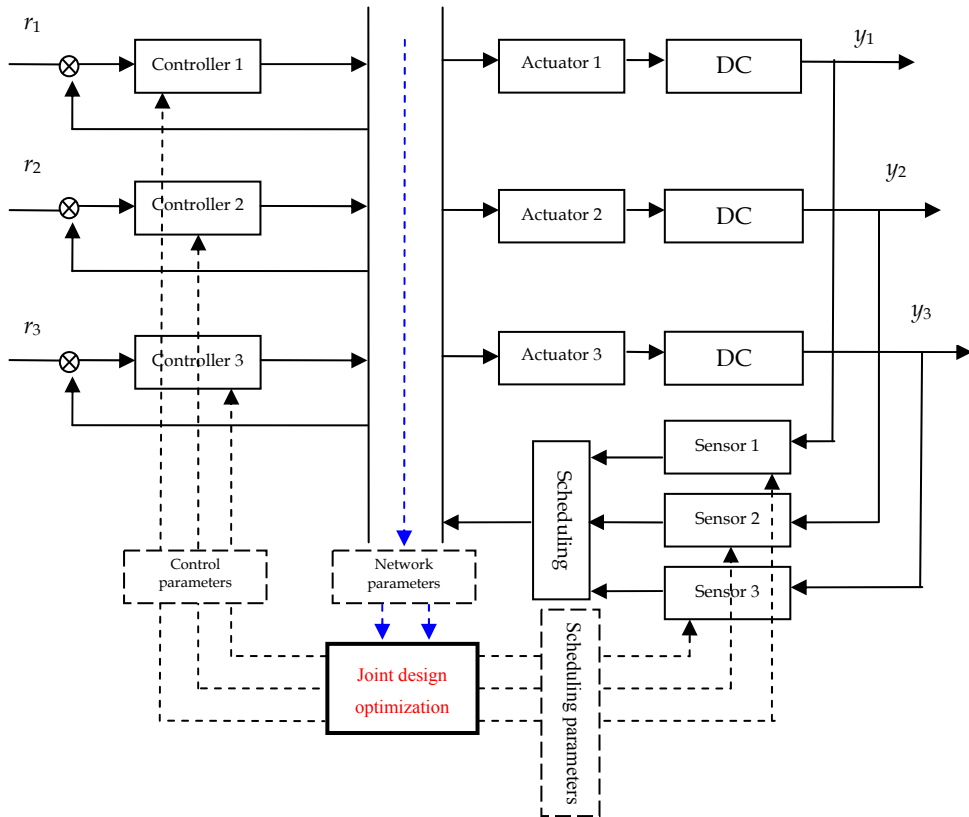 r1
Controller 1
Actuator 1
DC
y1
r2
Controller 2
Actuator 2
DC
y2
r3
Controller 3
Actuator 3
DC
y3
Scheduling
Sensor 1
Sensor 2
Sensor 3
Control
parameters
Network
parameters
Joint design
optimization
Scheduling parameters